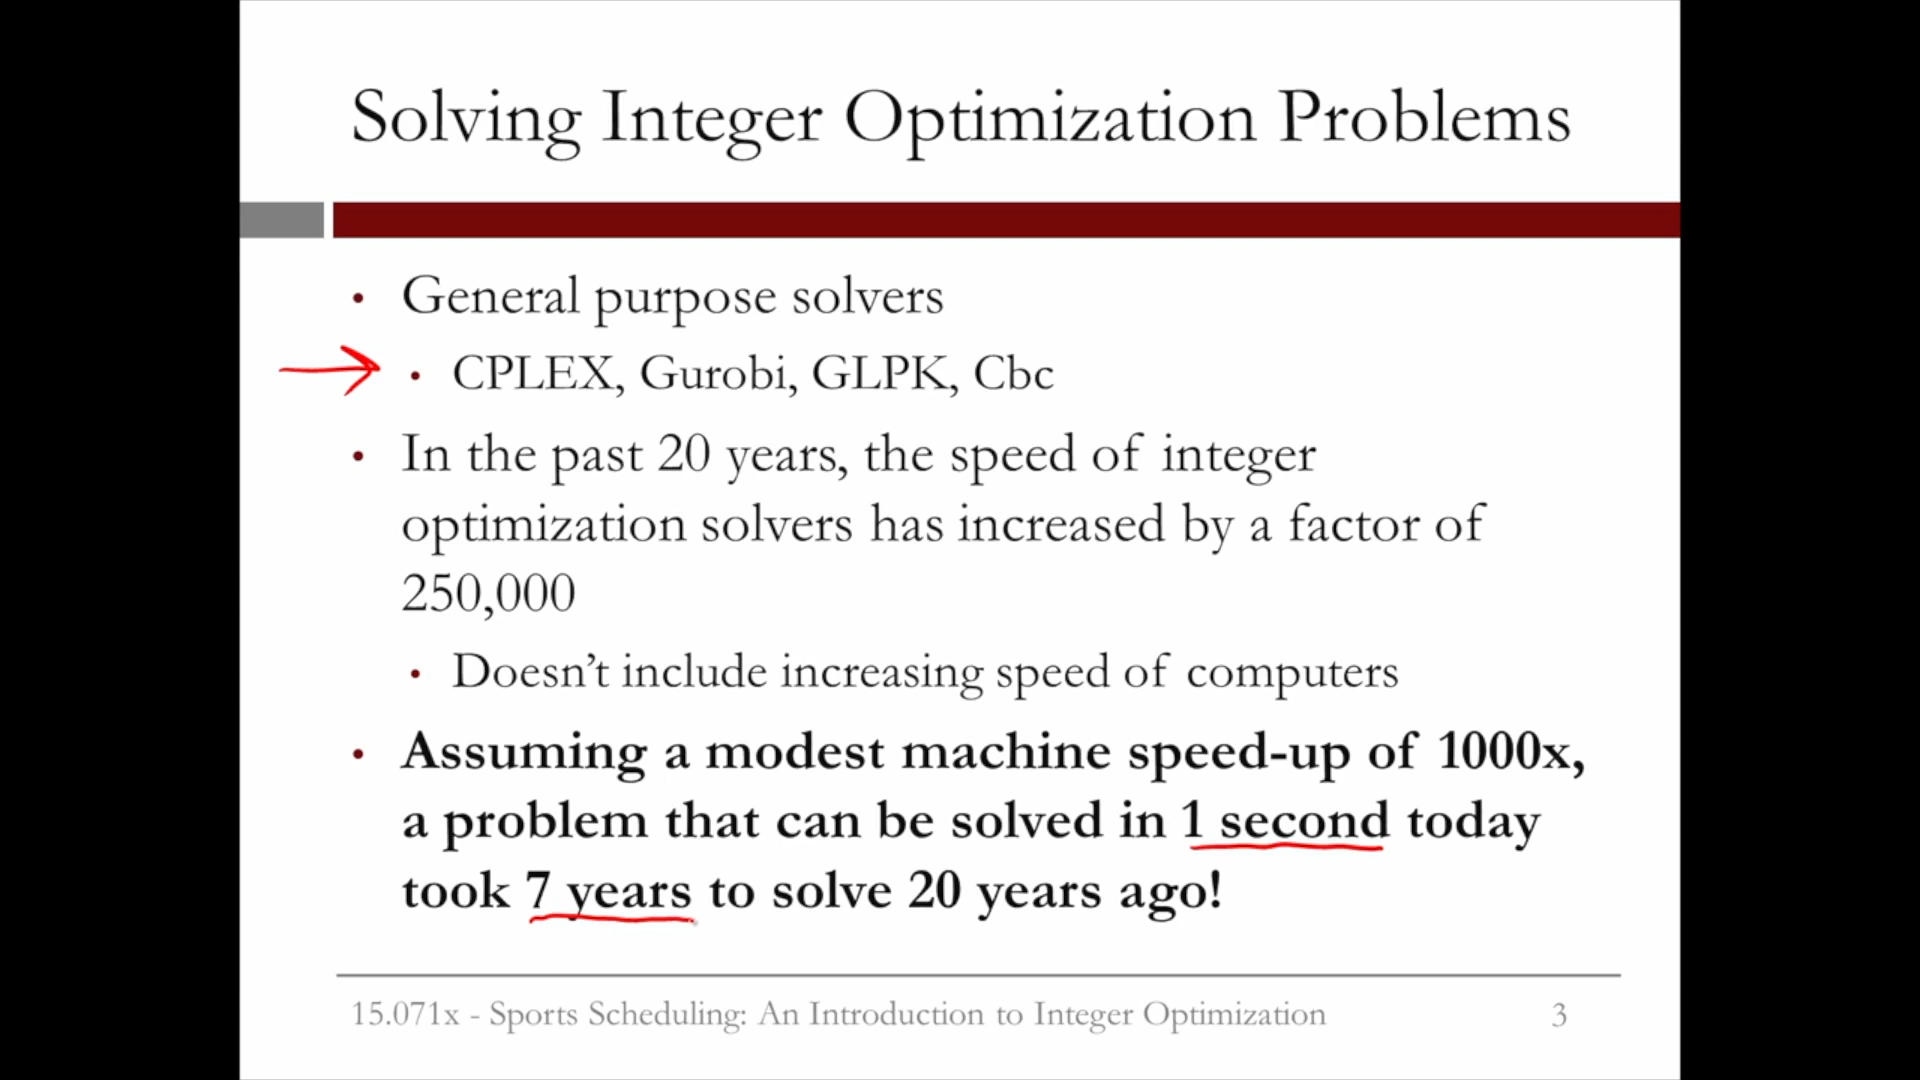 Solving Integer Optimization Problems
• General purpose solvers
• CPLEX, Gurobi, GLPK, Cbc
• In the past 20 years, the speed of integer
optimization solvers has increased by a factor of
250,000
• Doesn’t include increasing speed of computers
• Assuming a modest machine speed-up of 1000x,
a problem that can be solved in 1 second today
took 7 years to solve 20 years ago!
15.071x - Sports Scheduling: An Introduction to Integer Optimization 3